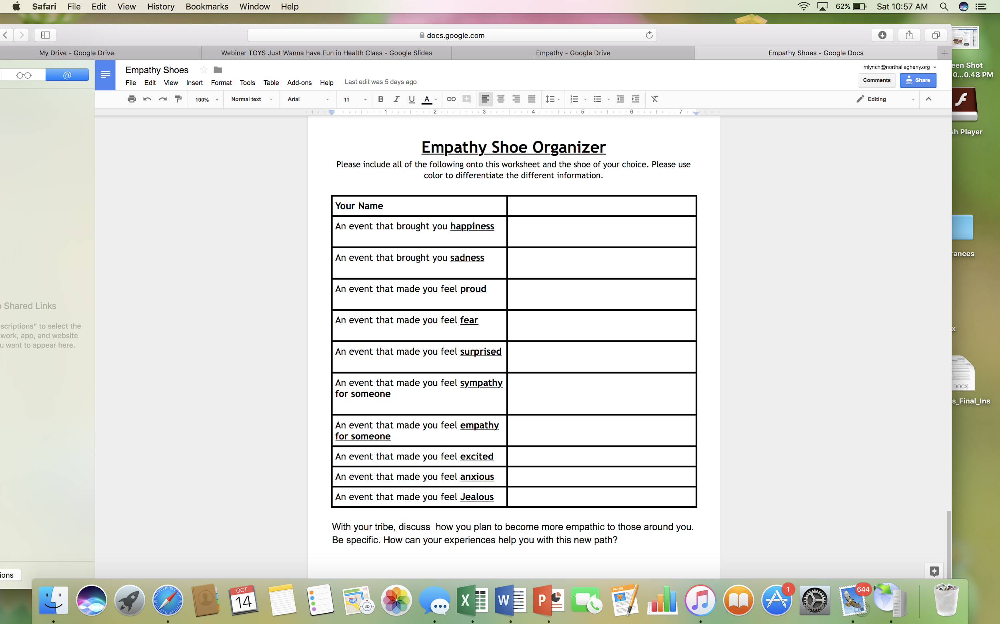 Safari File Edit View History Bookmarks Window Help 62% Sat 10:57 AM
docs.google.com
My Drive - Google Drive Webinar TOYS Just Wanna have Fun in Health Class - Google Slides Empathy - Google Drive Empathy Shoes - Google Docs
Empathy Shoes mlynch@northallegheny.org
@
File Edit View Insert Format Tools Table Add-ons Help Last edit was 5 days ago Comments Share
100% Normal text Arial 11 B I U A Editing
1 2 3 4 5 6 7
Empathy Shoe Organizer
Please include all of the following onto this worksheet and the shoe of your choice. Please use
color to differentiate the different information.
Your Name
An event that brought you happiness
An event that brought you sadness
An event that made you feel proud
An event that made you feel fear
An event that made you feel surprised
An event that made you feel sympathy
for someone
An event that made you feel empathy
for someone
An event that made you feel excited
An event that made you feel anxious
An event that made you feel Jealous
With your tribe, discuss  how you plan to become more empathic to those around you.
Be specific. How can your experiences help you with this new path?
Shared Links
scriptions” to select the
work, app, and website
u want to appear here.
ions
een Shot
0...0.48 PM
sh Player
rances
x
DOCX
s_Final_Ins
OCT
14
280
3D
X
W
P
PAGES
1
644